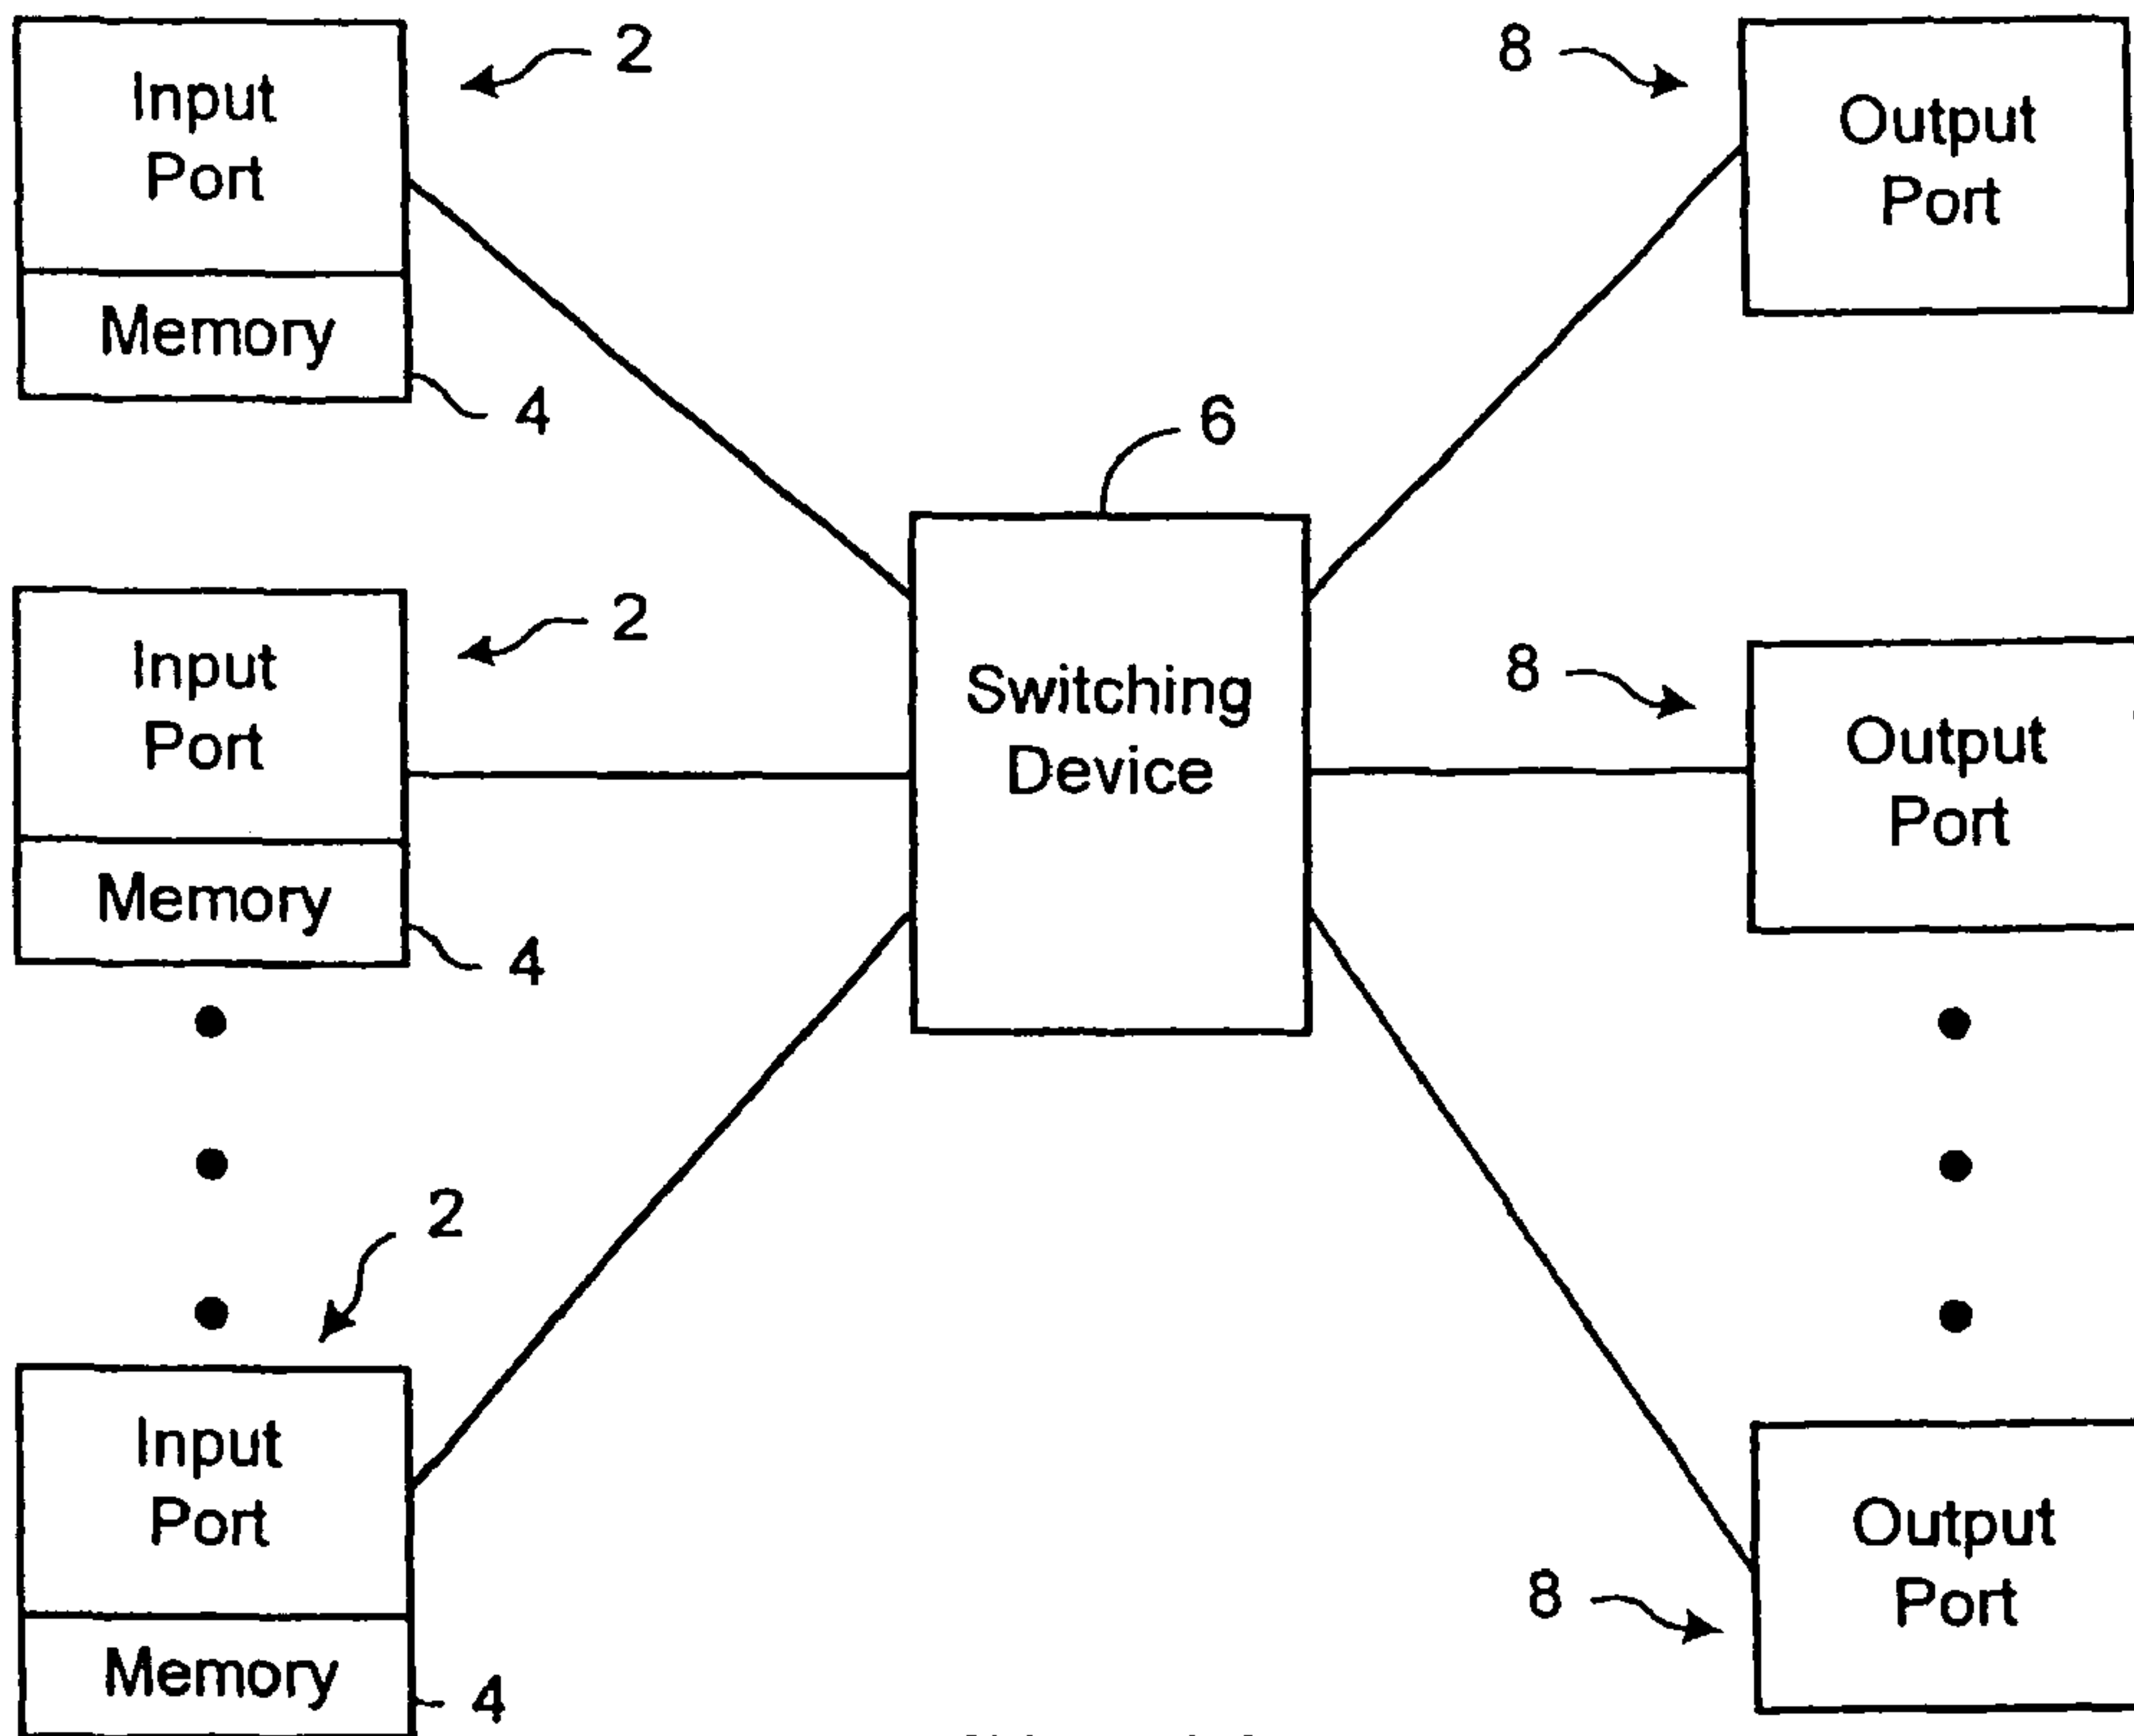 Input
Port
Memory
2
4
Input
Port
Memory
2
4
2
Input
Port
Memory
4
6
Switching
Device
8
Output
Port
8
Output
Port
8
Output
Port